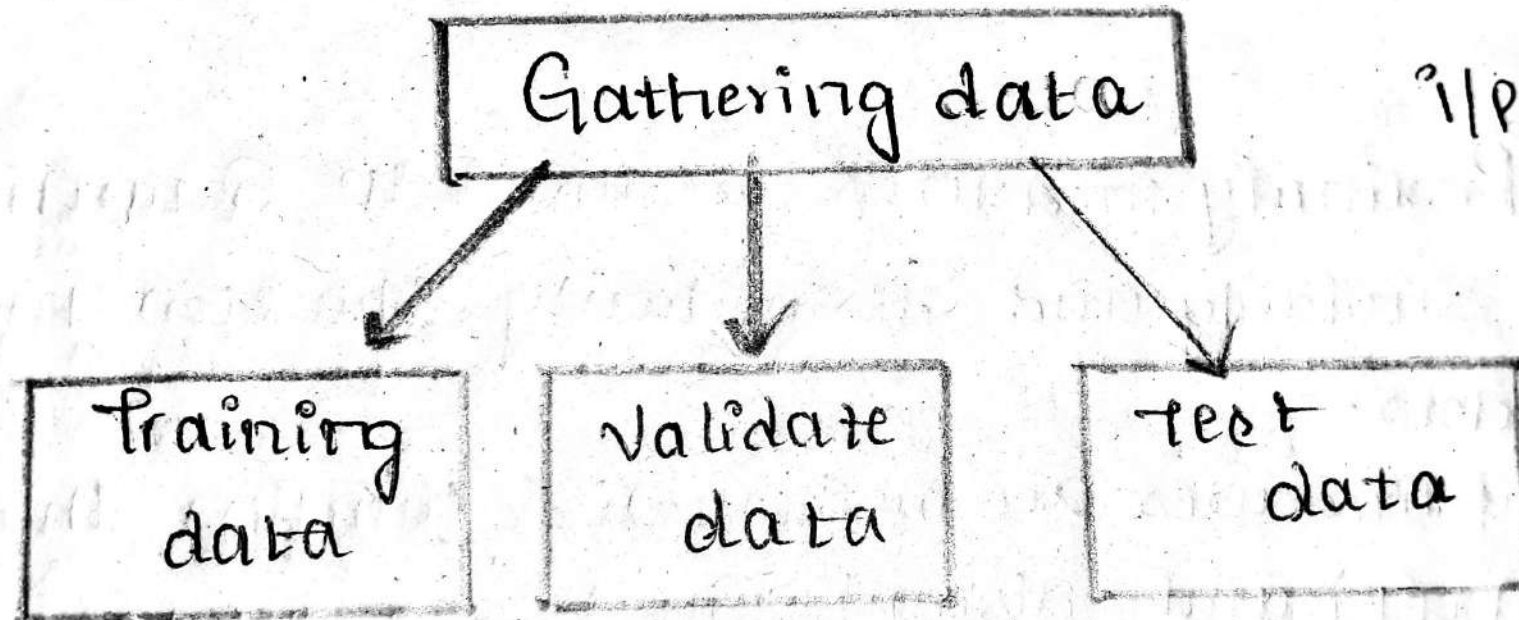 Gathering data
i/p
Training
data
Validate
data
Test
data